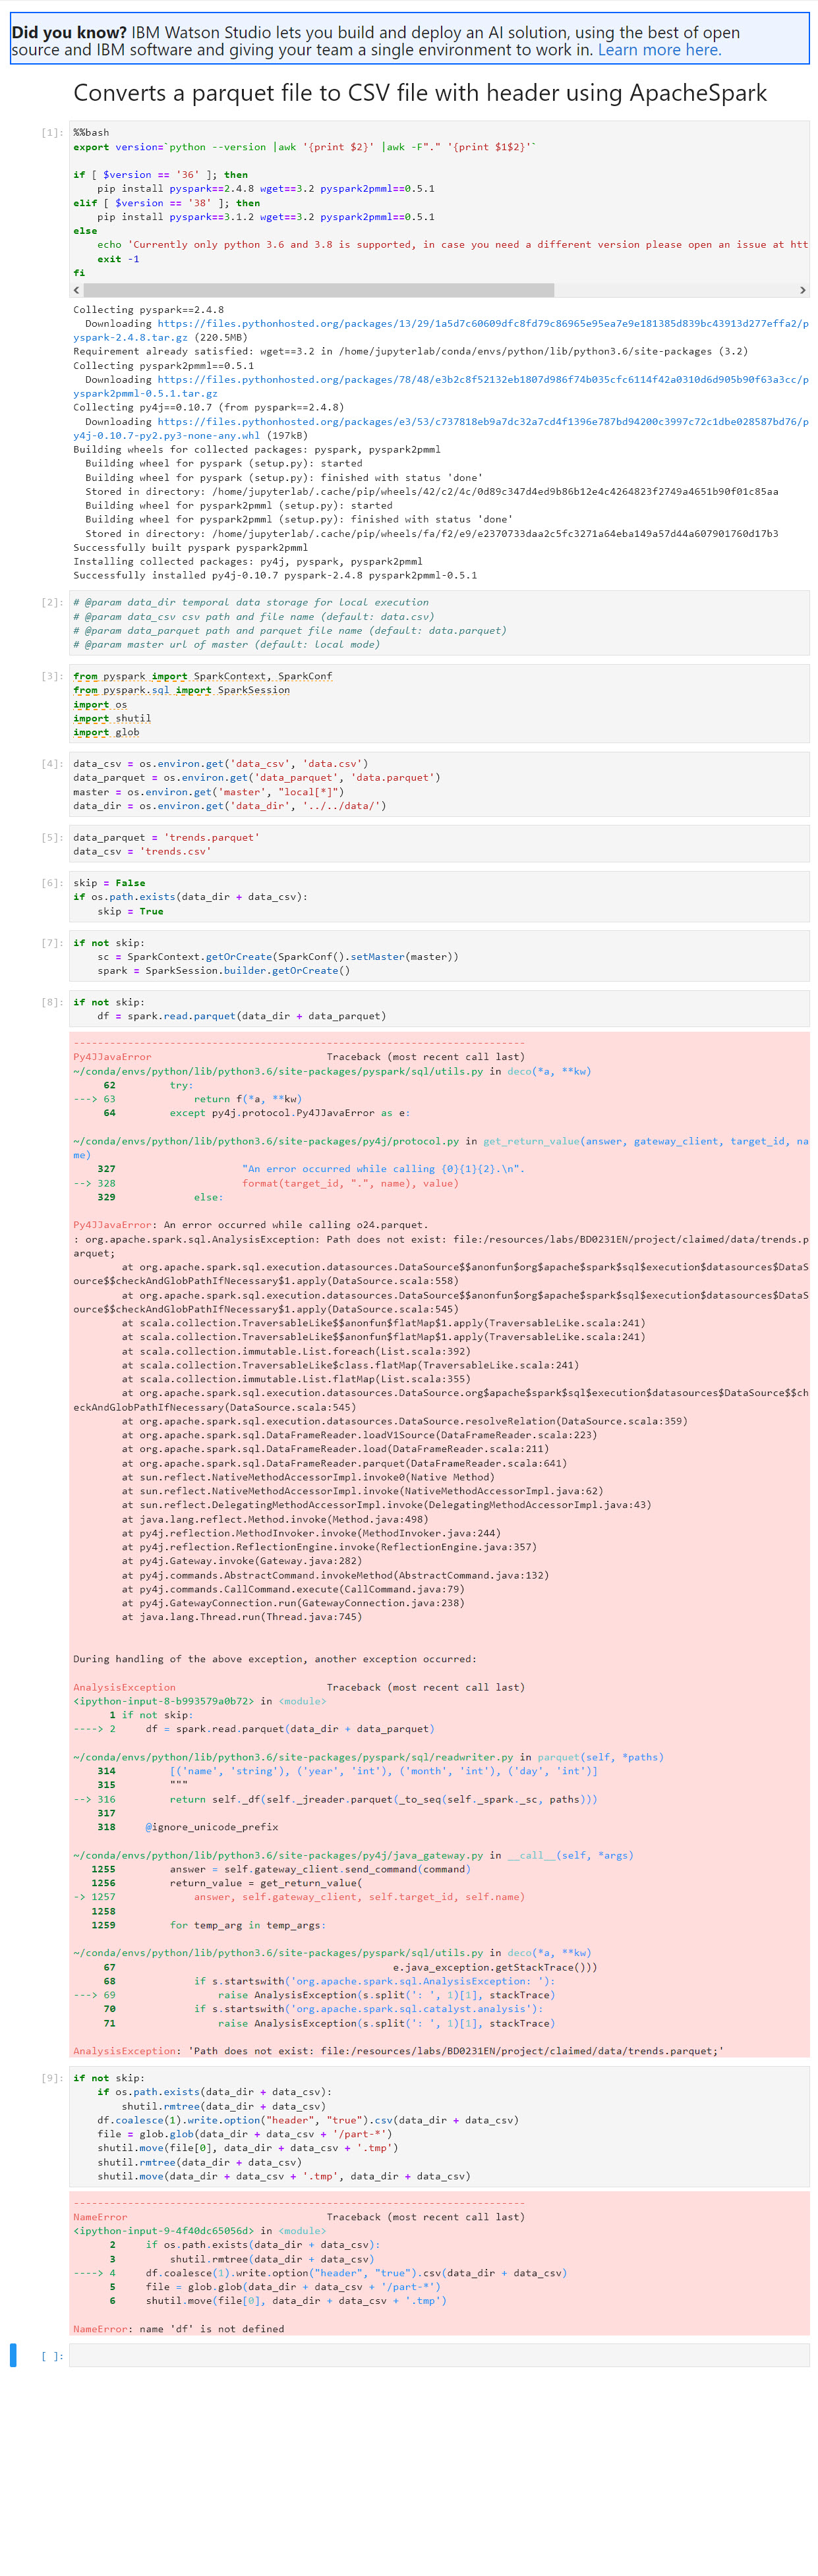 Did you know? IBM Watson Studio lets you build and deploy an AI solution, using the best of open
source and IBM software and giving your team a single environment to work in. Learn more here.
Converts a parquet file to CSV file with header using ApacheSpark
[1]:
%%bash
export version=`python --version |awk '{print $2}' |awk -F"." '{print $1$2}'`
if [ $version == '36' ]; then
    pip install pyspark==2.4.8 wget==3.2 pyspark2pmml==0.5.1
elif [ $version == '38' ]; then
    pip install pyspark==3.1.2 wget==3.2 pyspark2pmml==0.5.1
else
    echo 'Currently only python 3.6 and 3.8 is supported, in case you need a different version please open an issue at htt
    exit -1
fi
Collecting pyspark==2.4.8
  Downloading https://files.pythonhosted.org/packages/13/29/1a5d7c60609dfc8fd79c86965e95ea7e9e181385d839bc43913d277effa2/p
yspark-2.4.8.tar.gz (220.5MB)
Requirement already satisfied: wget==3.2 in /home/jupyterlab/conda/envs/python/lib/python3.6/site-packages (3.2)
Collecting pyspark2pmml==0.5.1
  Downloading https://files.pythonhosted.org/packages/78/48/e3b2c8f52132eb1807d986f74b035cfc6114f42a0310d6d905b90f63a3cc/p
yspark2pmml-0.5.1.tar.gz
Collecting py4j==0.10.7 (from pyspark==2.4.8)
  Downloading https://files.pythonhosted.org/packages/e3/53/c737818eb9a7dc32a7cd4f1396e787bd94200c3997c72c1dbe028587bd76/p
y4j-0.10.7-py2.py3-none-any.whl (197kB)
Building wheels for collected packages: pyspark, pyspark2pmml
  Building wheel for pyspark (setup.py): started
  Building wheel for pyspark (setup.py): finished with status 'done'
  Stored in directory: /home/jupyterlab/.cache/pip/wheels/42/c2/4c/0d89c347d4ed9b86b12e4c4264823f2749a4651b90f01c85aa
  Building wheel for pyspark2pmml (setup.py): started
  Building wheel for pyspark2pmml (setup.py): finished with status 'done'
  Stored in directory: /home/jupyterlab/.cache/pip/wheels/fa/f2/e9/e2370733daa2c5fc3271a64eba149a57d44a607901760d17b3
Successfully built pyspark pyspark2pmml
Installing collected packages: py4j, pyspark, pyspark2pmml
Successfully installed py4j-0.10.7 pyspark-2.4.8 pyspark2pmml-0.5.1
[2]:
# @param data_dir temporal data storage for local execution
# @param data_csv csv path and file name (default: data.csv)
# @param data_parquet path and parquet file name (default: data.parquet)
# @param master url of master (default: local mode)
[3]:
from pyspark import SparkContext, SparkConf
from pyspark.sql import SparkSession
import os
import shutil
import glob
[4]:
data_csv = os.environ.get('data_csv', 'data.csv')
data_parquet = os.environ.get('data_parquet', 'data.parquet')
master = os.environ.get('master', "local[*]")
data_dir = os.environ.get('data_dir', '../../data/')
[5]:
data_parquet = 'trends.parquet'
data_csv = 'trends.csv'
[6]:
skip = False
if os.path.exists(data_dir + data_csv):
    skip = True
[7]:
if not skip:
    sc = SparkContext.getOrCreate(SparkConf().setMaster(master))
    spark = SparkSession.builder.getOrCreate()
[8]:
if not skip:
    df = spark.read.parquet(data_dir + data_parquet)
---------------------------------------------------------------------------
Py4JJavaError                             Traceback (most recent call last)
~/conda/envs/python/lib/python3.6/site-packages/pyspark/sql/utils.py in deco(*a, **kw)
     62         try:
---> 63             return f(*a, **kw)
     64         except py4j.protocol.Py4JJavaError as e:
~/conda/envs/python/lib/python3.6/site-packages/py4j/protocol.py in get_return_value(answer, gateway_client, target_id, na
me)
    327                     "An error occurred while calling {0}{1}{2}.\n".
--> 328                     format(target_id, ".", name), value)
    329             else:
Py4JJavaError: An error occurred while calling o24.parquet.
: org.apache.spark.sql.AnalysisException: Path does not exist: file:/resources/labs/BD0231EN/project/claimed/data/trends.p
arquet;
        at org.apache.spark.sql.execution.datasources.DataSource$$anonfun$org$apache$spark$sql$execution$datasources$DataS
ource$$checkAndGlobPathIfNecessary$1.apply(DataSource.scala:558)
        at org.apache.spark.sql.execution.datasources.DataSource$$anonfun$org$apache$spark$sql$execution$datasources$DataS
ource$$checkAndGlobPathIfNecessary$1.apply(DataSource.scala:545)
        at scala.collection.TraversableLike$$anonfun$flatMap$1.apply(TraversableLike.scala:241)
        at scala.collection.TraversableLike$$anonfun$flatMap$1.apply(TraversableLike.scala:241)
        at scala.collection.immutable.List.foreach(List.scala:392)
        at scala.collection.TraversableLike$class.flatMap(TraversableLike.scala:241)
        at scala.collection.immutable.List.flatMap(List.scala:355)
        at org.apache.spark.sql.execution.datasources.DataSource.org$apache$spark$sql$execution$datasources$DataSource$$ch
eckAndGlobPathIfNecessary(DataSource.scala:545)
        at org.apache.spark.sql.execution.datasources.DataSource.resolveRelation(DataSource.scala:359)
        at org.apache.spark.sql.DataFrameReader.loadV1Source(DataFrameReader.scala:223)
        at org.apache.spark.sql.DataFrameReader.load(DataFrameReader.scala:211)
        at org.apache.spark.sql.DataFrameReader.parquet(DataFrameReader.scala:641)
        at sun.reflect.NativeMethodAccessorImpl.invoke0(Native Method)
        at sun.reflect.NativeMethodAccessorImpl.invoke(NativeMethodAccessorImpl.java:62)
        at sun.reflect.DelegatingMethodAccessorImpl.invoke(DelegatingMethodAccessorImpl.java:43)
        at java.lang.reflect.Method.invoke(Method.java:498)
        at py4j.reflection.MethodInvoker.invoke(MethodInvoker.java:244)
        at py4j.reflection.ReflectionEngine.invoke(ReflectionEngine.java:357)
        at py4j.Gateway.invoke(Gateway.java:282)
        at py4j.commands.AbstractCommand.invokeMethod(AbstractCommand.java:132)
        at py4j.commands.CallCommand.execute(CallCommand.java:79)
        at py4j.GatewayConnection.run(GatewayConnection.java:238)
        at java.lang.Thread.run(Thread.java:745)
During handling of the above exception, another exception occurred:
AnalysisException                         Traceback (most recent call last)
<ipython-input-8-b993579a0b72> in <module>
      1 if not skip:
----> 2     df = spark.read.parquet(data_dir + data_parquet)
~/conda/envs/python/lib/python3.6/site-packages/pyspark/sql/readwriter.py in parquet(self, *paths)
    314         [('name', 'string'), ('year', 'int'), ('month', 'int'), ('day', 'int')]
    315         """
--> 316         return self._df(self._jreader.parquet(_to_seq(self._spark._sc, paths)))
    317
    318     @ignore_unicode_prefix
~/conda/envs/python/lib/python3.6/site-packages/py4j/java_gateway.py in __call__(self, *args)
   1255         answer = self.gateway_client.send_command(command)
   1256         return_value = get_return_value(
-> 1257             answer, self.gateway_client, self.target_id, self.name)
   1258
   1259         for temp_arg in temp_args:
~/conda/envs/python/lib/python3.6/site-packages/pyspark/sql/utils.py in deco(*a, **kw)
     67                                              e.java_exception.getStackTrace()))
     68             if s.startswith('org.apache.spark.sql.AnalysisException: '):
---> 69                 raise AnalysisException(s.split(': ', 1)[1], stackTrace)
     70             if s.startswith('org.apache.spark.sql.catalyst.analysis'):
     71                 raise AnalysisException(s.split(': ', 1)[1], stackTrace)
AnalysisException: 'Path does not exist: file:/resources/labs/BD0231EN/project/claimed/data/trends.parquet;'
[9]:
if not skip:
    if os.path.exists(data_dir + data_csv):
        shutil.rmtree(data_dir + data_csv)
    df.coalesce(1).write.option("header", "true").csv(data_dir + data_csv)
    file = glob.glob(data_dir + data_csv + '/part-*')
    shutil.move(file[0], data_dir + data_csv + '.tmp')
    shutil.rmtree(data_dir + data_csv)
    shutil.move(data_dir + data_csv + '.tmp', data_dir + data_csv)
---------------------------------------------------------------------------
NameError                                 Traceback (most recent call last)
<ipython-input-9-4f40dc65056d> in <module>
      2     if os.path.exists(data_dir + data_csv):
      3         shutil.rmtree(data_dir + data_csv)
----> 4     df.coalesce(1).write.option("header", "true").csv(data_dir + data_csv)
      5     file = glob.glob(data_dir + data_csv + '/part-*')
      6     shutil.move(file[0], data_dir + data_csv + '.tmp')
NameError: name 'df' is not defined
[ ]: